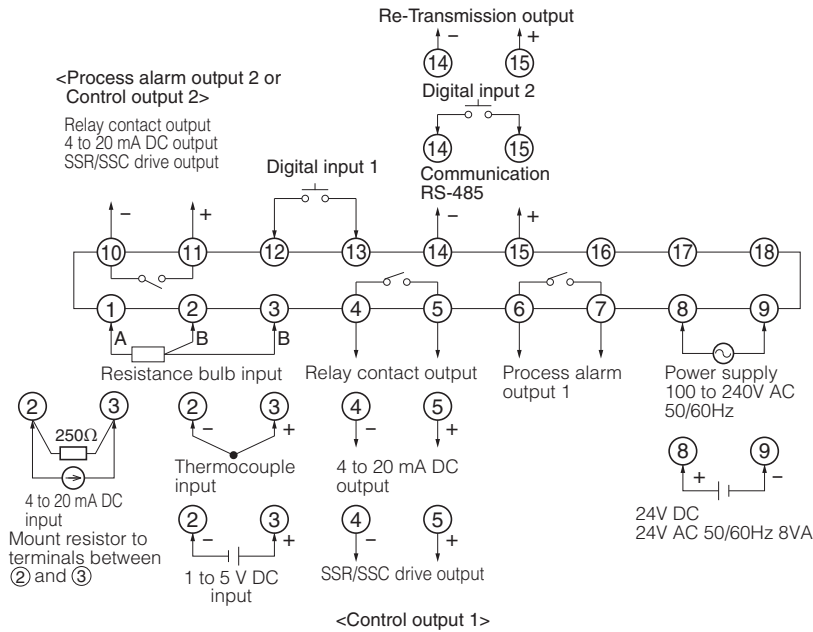 Re-Transmission output
− +
14 15
<Process alarm output 2 or
Control output 2>
Digital input 2
Relay contact output
4 to 20 mA DC output
SSR/SSC drive output
14 15
Digital input 1
Communication
RS-485
− + − +
10 11 12 13 14 15 16 17 18
1 2 3 4 5 6 7 8 9
A B B
Resistance bulb input
Relay contact output
Process alarm
output 1
Power supply
100 to 240V AC
50/60Hz
2 3
250Ω
4 to 20 mA DC
input
Mount resistor to
terminals between
2 and 3
2 3
− +
Thermocouple
input
4 5
− +
4 to 20 mA DC
output
8 9
+ −
24V DC
24V AC 50/60Hz 8VA
2 3
− +
1 to 5 V DC
input
4 5
− +
SSR/SSC drive output
<Control output 1>